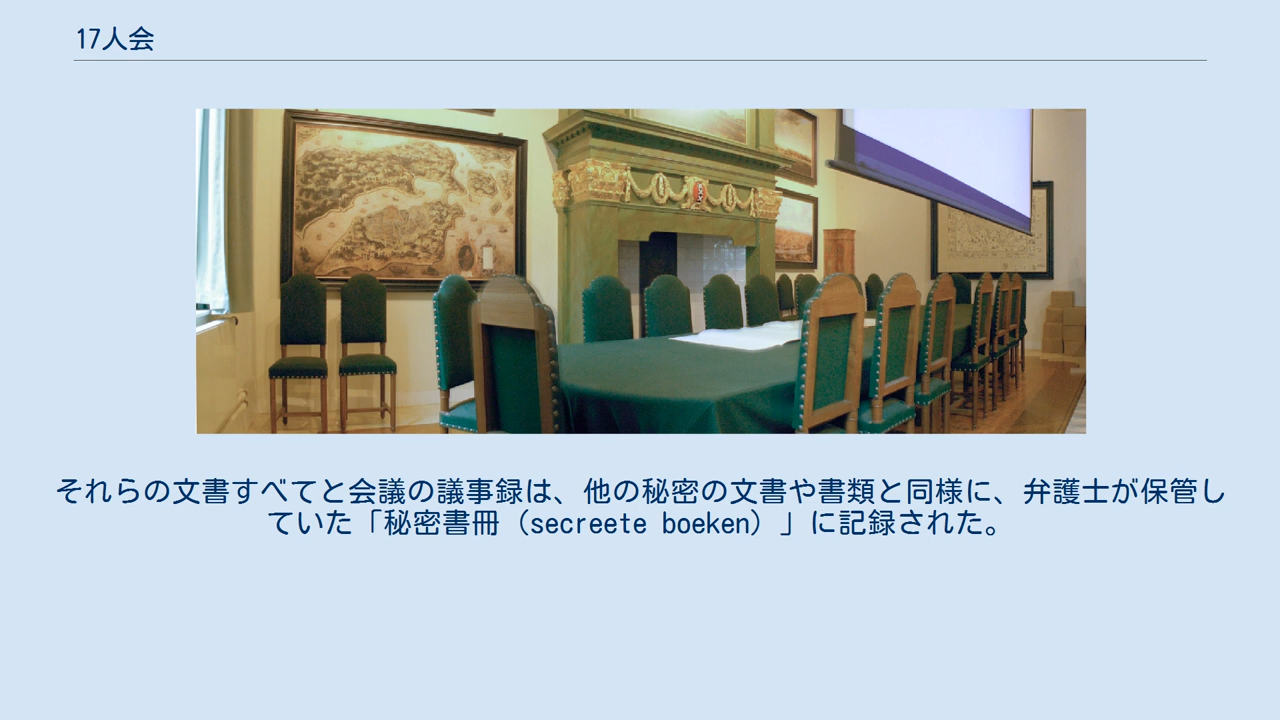 17人会
それらの文書すべてと会議の議事録は、他の秘密の文書や書類と同様に、弁護士が保管し
ていた「秘密書冊（secreete boeken）」に記録された。